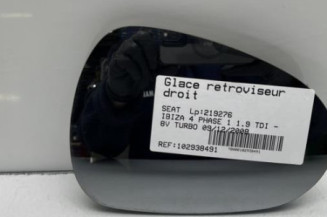 Glace retroviseur
droit
SEAT Lp:219276
IBIZA 4 PHASE 1 1.9 TDI -
BV TURBO 09/12/2008
REF:102938491